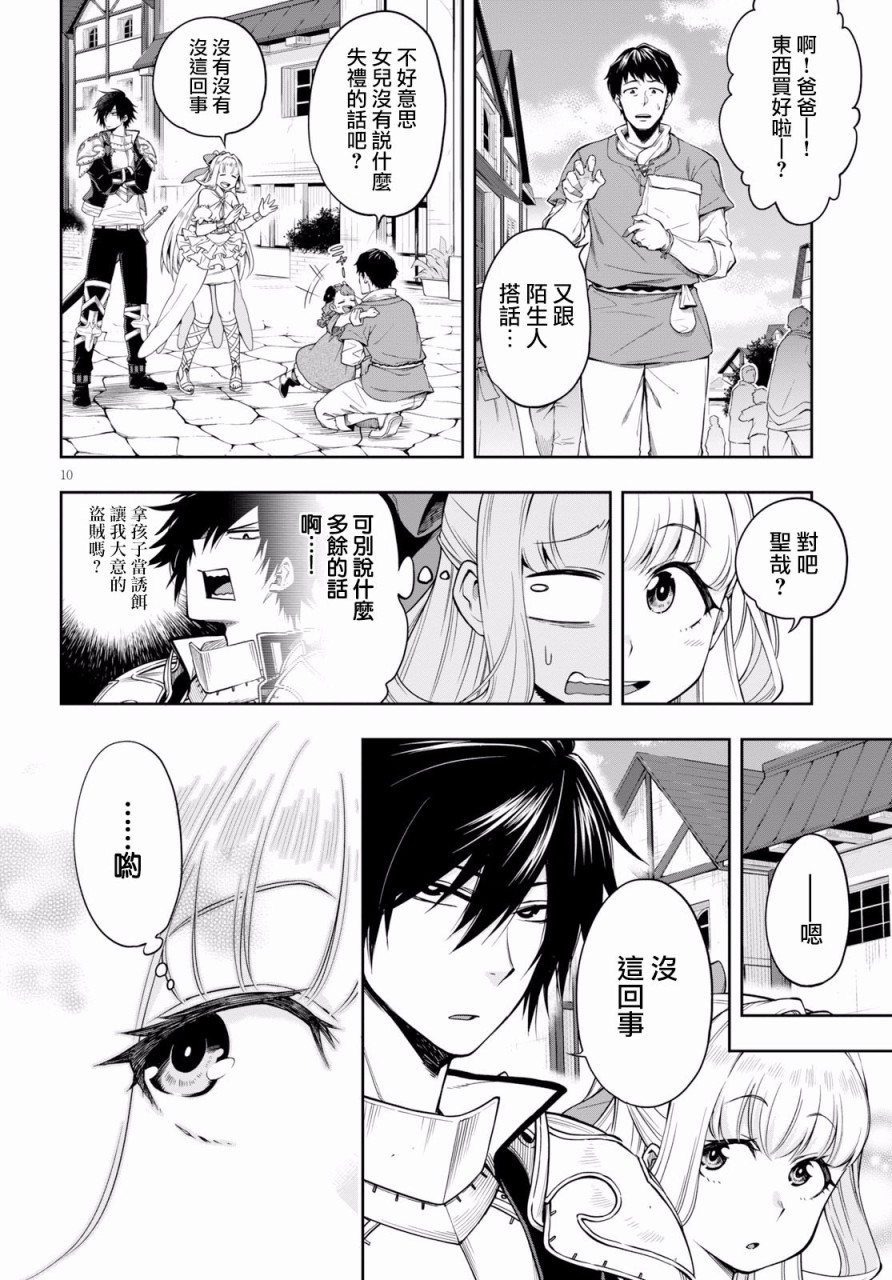 啊！爸爸——！
東西買好啦——？
又跟
陌生人
搭話…
不好意思
女兒沒有說什麼
失禮的話吧？
沒有沒有
沒這回事
10
對吧
聖哉？
可別說什麼
多餘的話
啊…！
拿孩子當誘餌
讓我大意的
盜賊嗎？
——嗯
沒
這回事
……喲